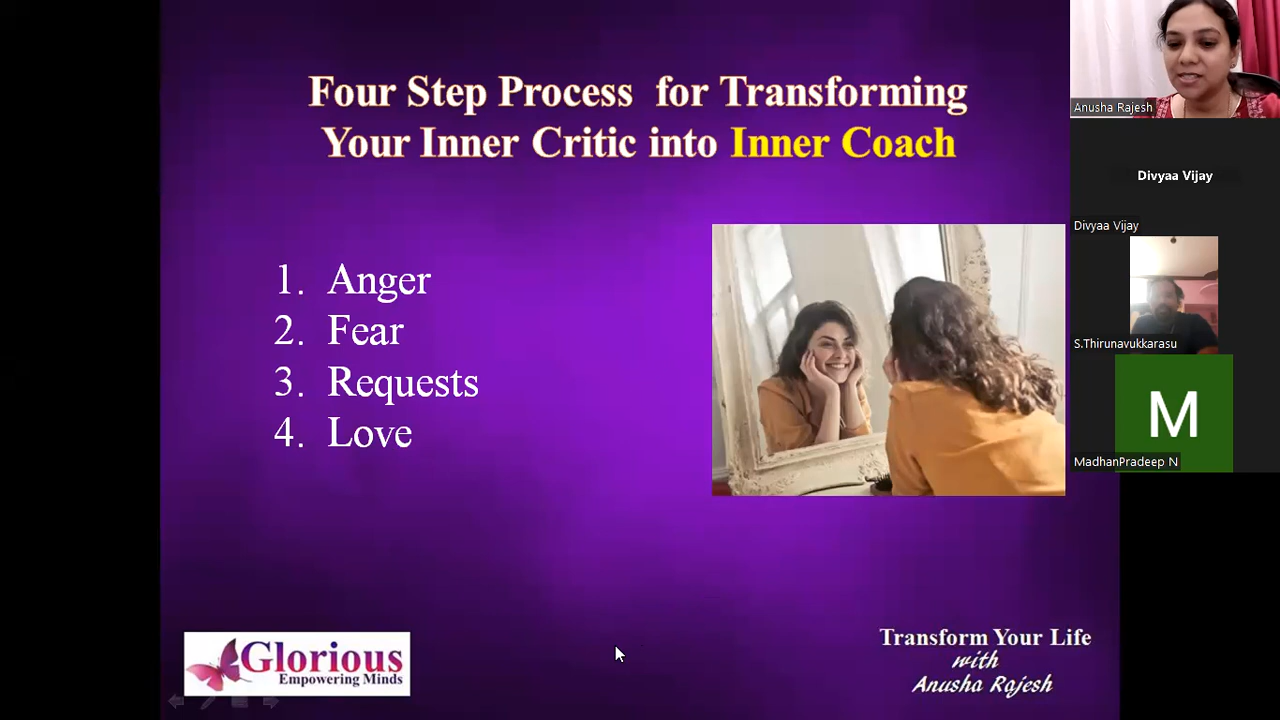 Four Step Process for Transforming
Your Inner Critic into Inner Coach
1. Anger
2. Fear
3. Requests
4. Love
Glorious
Empowering Minds
Transform Your Life
with
Anusha Rajesh
Anusha Rajesh
Divyaa Vijay
Divyaa Vijay
S.Thirunavukkarasu
M
MadhanPradeep N